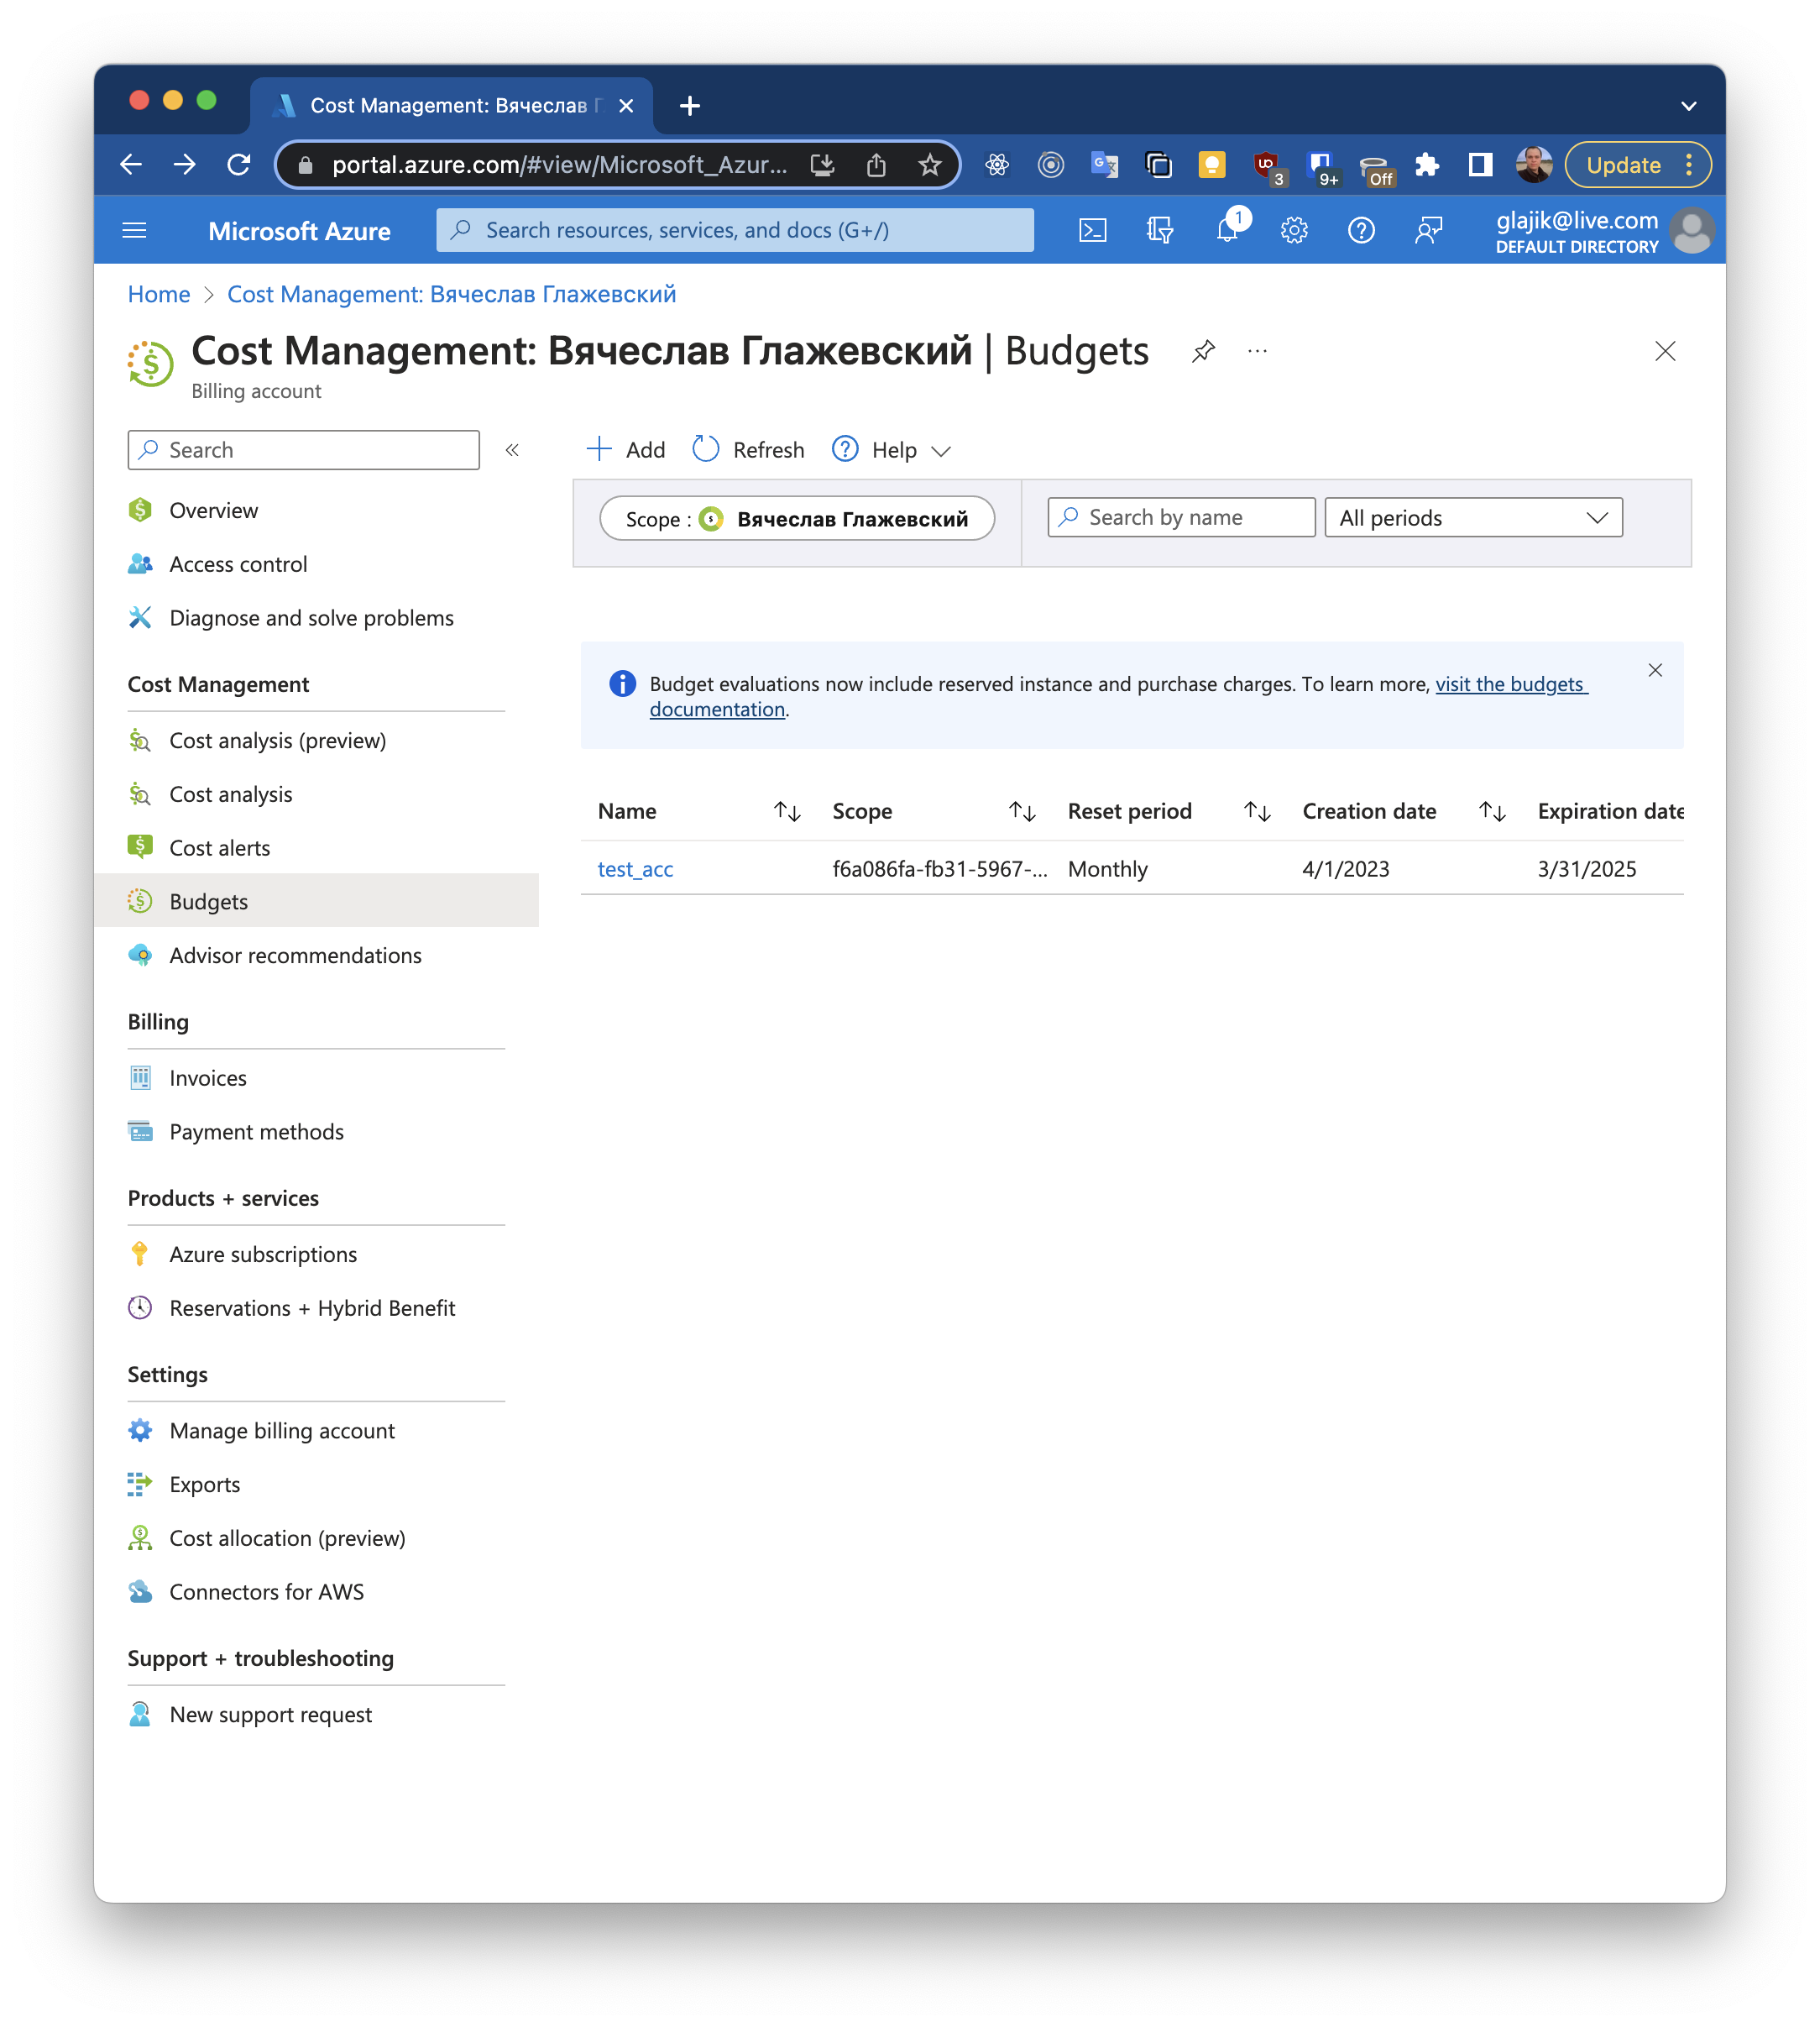 Cost Management: Вячеслав Г
portal.azure.com/#view/Microsoft_Azur...
3
9+
Off
Update
Microsoft Azure
Search resources, services, and docs (G+/)
1
glajik@live.com
DEFAULT DIRECTORY
Home > Cost Management: Вячеслав Глажевский
Cost Management: Вячеслав Глажевский | Budgets
Billing account
Search
Overview
Access control
Diagnose and solve problems
Cost Management
Cost analysis (preview)
Cost analysis
Cost alerts
Budgets
Advisor recommendations
Billing
Invoices
Payment methods
Products + services
Azure subscriptions
Reservations + Hybrid Benefit
Settings
Manage billing account
Exports
Cost allocation (preview)
Connectors for AWS
Support + troubleshooting
New support request
Add Refresh Help
Scope : Вячеслав Глажевский
Search by name
All periods
Budget evaluations now include reserved instance and purchase charges. To learn more, visit the budgets
documentation.
Name Scope Reset period Creation date Expiration date
test_acc f6a086fa-fb31-5967-... Monthly 4/1/2023 3/31/2025